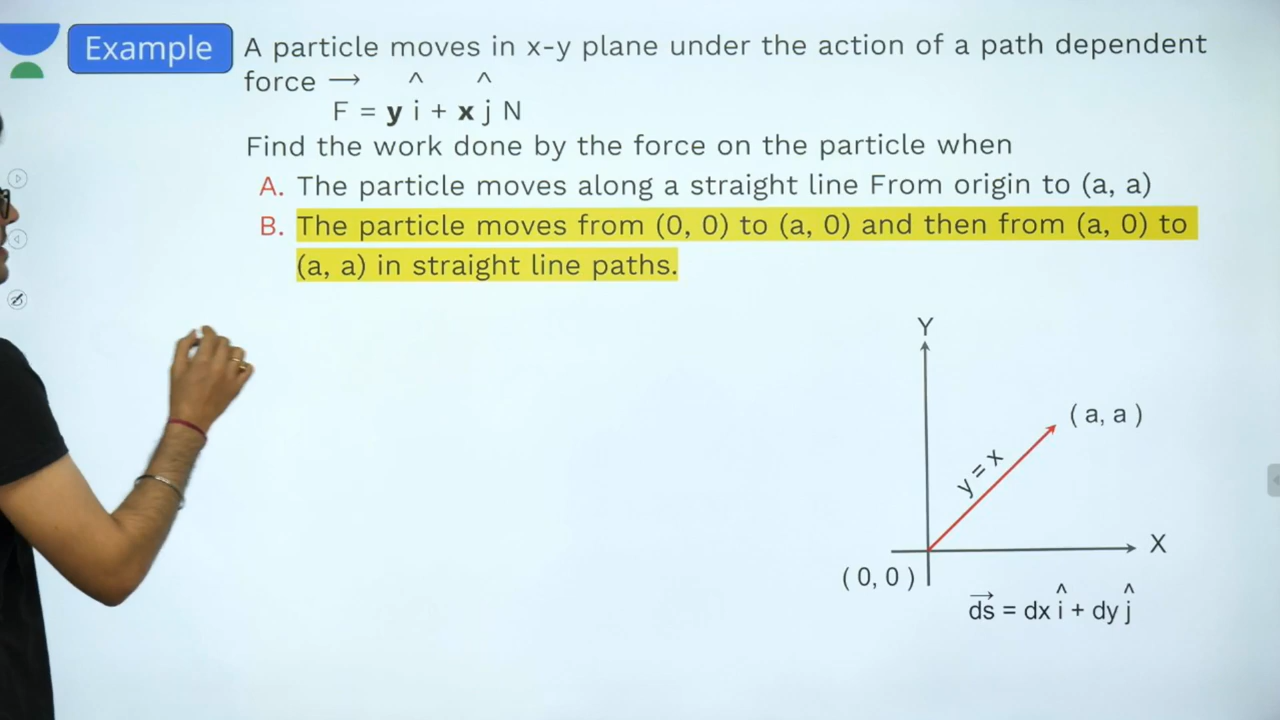 Example
A particle moves in x-y plane under the action of a path dependent
force →
F = y î + x ĵ N
Find the work done by the force on the particle when
A. The particle moves along a straight line From origin to (a, a)
B. The particle moves from (0, 0) to (a, 0) and then from (a, 0) to
(a, a) in straight line paths.
Y
( a, a )
y = x
X
( 0, 0 )
d⃗s = dx î + dy ĵ